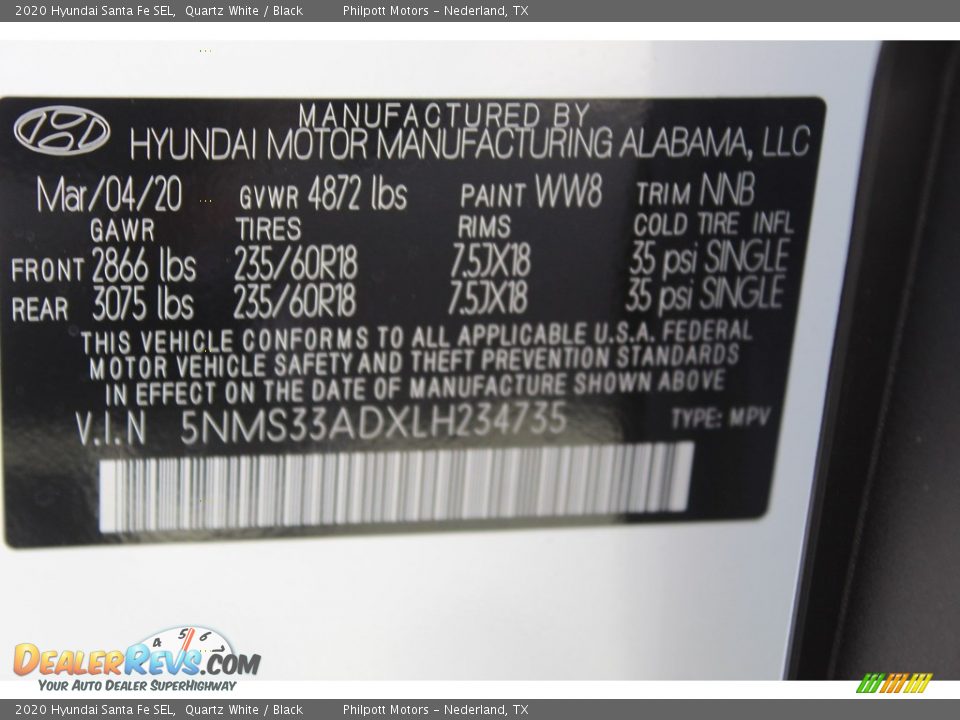 2020 Hyundai Santa Fe SEL, Quartz White / Black Philpott Motors - Nederland, TX
MANUFACTURED BY
HYUNDAI MOTOR MANUFACTURING ALABAMA, LLC
Mar/04/20 GVWR 4872 lbs PAINT WW8 TRIM NNB
GAWR TIRES RIMS COLD TIRE INFL
FRONT 2866 lbs 235/60R18 7.5JX18 35 psi SINGLE
REAR 3075 lbs 235/60R18 7.5JX18 35 psi SINGLE
THIS VEHICLE CONFORMS TO ALL APPLICABLE U.S.A. FEDERAL
MOTOR VEHICLE SAFETY AND THEFT PREVENTION STANDARDS
IN EFFECT ON THE DATE OF MANUFACTURE SHOWN ABOVE
V.I.N 5NMS33ADXLH234735 TYPE: MPV
4 5 6 7
DEALERREVS.COM
YOUR AUTO DEALER SUPERHIGHWAY
2020 Hyundai Santa Fe SEL, Quartz White / Black Philpott Motors - Nederland, TX